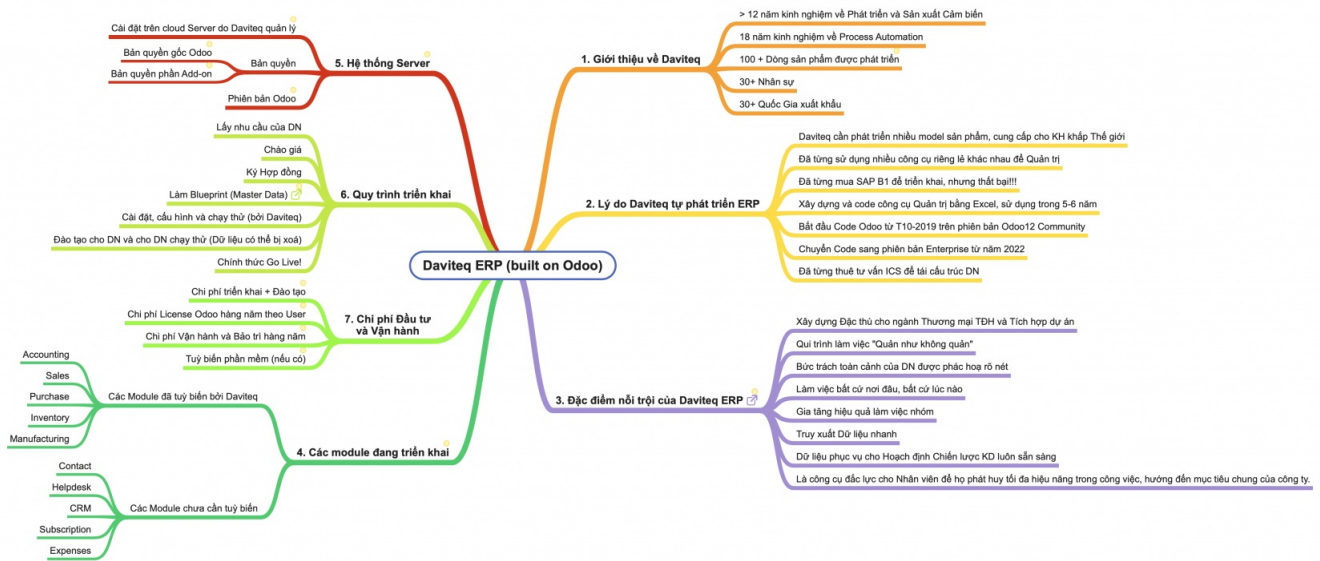 Daviteq ERP (built on Odoo)
1. Giới thiệu về Daviteq
> 12 năm kinh nghiệm về Phát triển và Sản xuất Cảm biến
18 năm kinh nghiệm về Process Automation
100 + Dòng sản phẩm được phát triển
30+ Nhân sự
30+ Quốc Gia xuất khẩu
2. Lý do Daviteq tự phát triển ERP
Daviteq cần phát triển nhiều model sản phẩm, cung cấp cho KH khắp Thế giới
Đã từng sử dụng nhiều công cụ riêng lẻ khác nhau để Quản trị
Đã từng mua SAP B1 để triển khai, nhưng thất bại!!!
Xây dựng và code công cụ Quản trị bằng Excel, sử dụng trong 5-6 năm
Bắt đầu Code Odoo từ T10-2019 trên phiên bản Odoo12 Community
Chuyển Code sang phiên bản Enterprise từ năm 2022
Đã từng thuê tư vấn ICS để tái cấu trúc DN
3. Đặc điểm nỗi trội của Daviteq ERP
Xây dựng Đặc thù cho ngành Thương mại TĐH và Tích hợp dự án
Qui trình làm việc "Quản như không quản"
Bức trách toàn cảnh của DN được phác hoạ rõ nét
Làm việc bất cứ nơi đâu, bất cứ lúc nào
Gia tăng hiệu quả làm việc nhóm
Truy xuất Dữ liệu nhanh
Dữ liệu phục vụ cho Hoạch định Chiến lược KD luôn sẵn sàng
Là công cụ đắc lực cho Nhân viên để họ phát huy tối đa hiệu năng trong công việc, hướng đến mục tiêu chung của công ty.
4. Các module đang triển khai
Các Module đã tuỳ biến bởi Daviteq
Accounting
Sales
Purchase
Inventory
Manufacturing
Các Module chưa cần tuỳ biến
Contact
Helpdesk
CRM
Subscription
Expenses
5. Hệ thống Server
Cài đặt trên cloud Server do Daviteq quản lý
Bản quyền
Bản quyền gốc Odoo
Bản quyền phần Add-on
Phiên bản Odoo
6. Quy trình triển khai
Lấy nhu cầu của DN
Chào giá
Ký Hợp đồng
Làm Blueprint (Master Data)
Cài đặt, cấu hình và chạy thử (bởi Daviteq)
Đào tạo cho DN và cho DN chạy thử (Dữ liệu có thể bị xoá)
Chính thức Go Live!
7. Chi phí Đầu tư
và Vận hành
Chi phí triển khai + Đào tạo
Chi phí License Odoo hàng năm theo User
Chi phí Vận hành và Bảo trì hàng năm
Tuỳ biến phần mềm (nếu có)